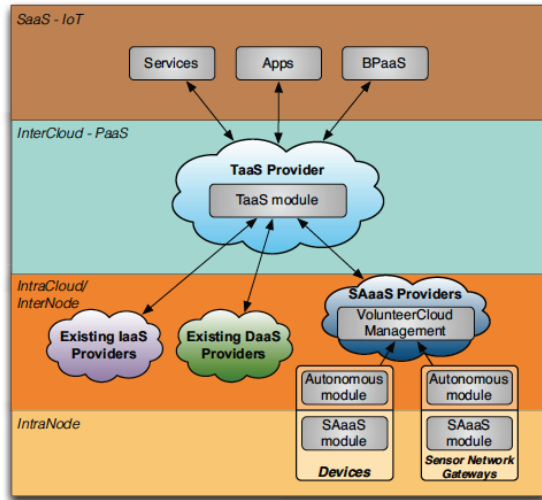 SaaS - IoT
Services
Apps
BPaaS
InterCloud - PaaS
TaaS Provider
TaaS module
IntraCloud/
InterNode
Existing IaaS
Providers
Existing DaaS
Providers
SAaaS Providers
VolunteerCloud
Management
Autonomous
module
Autonomous
module
IntraNode
SAaaS
module
SAaaS
module
Devices
Sensor Network
Gateways